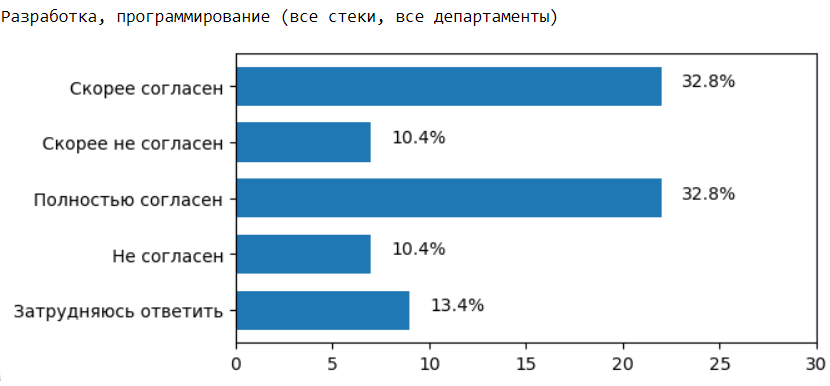 Разработка, программирование (все стеки, все департаменты)
Скорее согласен 32.8%
Скорее не согласен 10.4%
Полностью согласен 32.8%
Не согласен 10.4%
Затрудняюсь ответить 13.4%
0 5 10 15 20 25 30